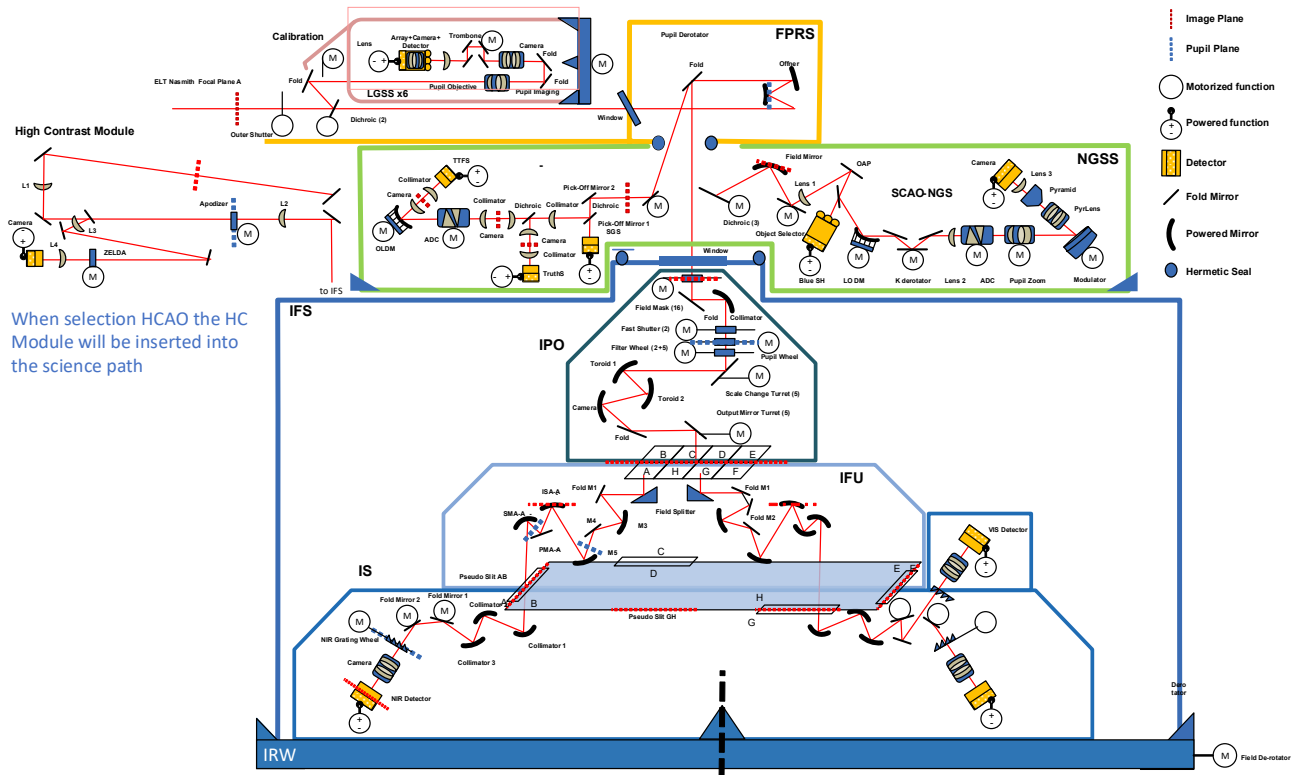 Calibration
Lens
Array+Camera+
Detector
Trombone
M
Camera
Fold
M
- +
Fold
Pupil Objective
Pupil Imaging
Fold
LGSS x6
M
ELT Nasmith Focal Plane A
Outer Shutter
M
M
Dichroic (2)
Pupil Derotator
FPRS
Fold
Offner
Window
Image Plane
Pupil Plane
M
Motorized function
+
-
Powered function
Detector
Fold Mirror
Powered Mirror
Hermetic Seal
High Contrast Module
L1
Apodizer
L2
M
Camera
+
-
L3
L4
ZELDA
M
to IFS
When selection HCAO the HC
Module will be inserted into
the science path
-
TTFS
Collimator
- +
Camera
Collimator
Dichroic
Collimator
Pick-Off Mirror 2
Dichroic
M
Pick-Off Mirror 1
SGS
OLDM
M
ADC
M
Camera
Camera
Collimator
TruthS
- +
+
-
NGSS
Field Mirror
OAP
SCAO-NGS
Camera
- +
Lens 3
Pyramid
PyrLens
Lens 1
M
Dichroic (3)
M
Object Selector
+
-
Blue SH
M
LO DM
M
K derotator
Lens 2
M
ADC
M
Pupil Zoom
M
Modulator
Window
IFS
IPO
M
Field Mask (16)
Fold
Collimator
Fast Shutter (2)
M
M
Filter Wheel (2+5)
M
Pupil Wheel
Toroid 1
M
Scale Change Turret (5)
Toroid 2
Camera
Output Mirror Turret (5)
M
Fold
B
C
D
E
A
H
G
F
IFU
Fold M1
Fold M1
Field Splitter
ISA-A
SMA-A
M4
M3
Fold M2
PMA-A
M5
C
D
E
F
Pseudo Slit AB
A
B
H
G
Pseudo Slit GH
VIS Detector
+
-
IS
Fold Mirror 2
Fold Mirror 1
M
M
M
Collimator 2
Collimator 1
Collimator 3
NIR Grating Wheel
Camera
NIR Detector
+
-
M
M
M
+
-
Dero
tator
IRW
M
Field De-rotator